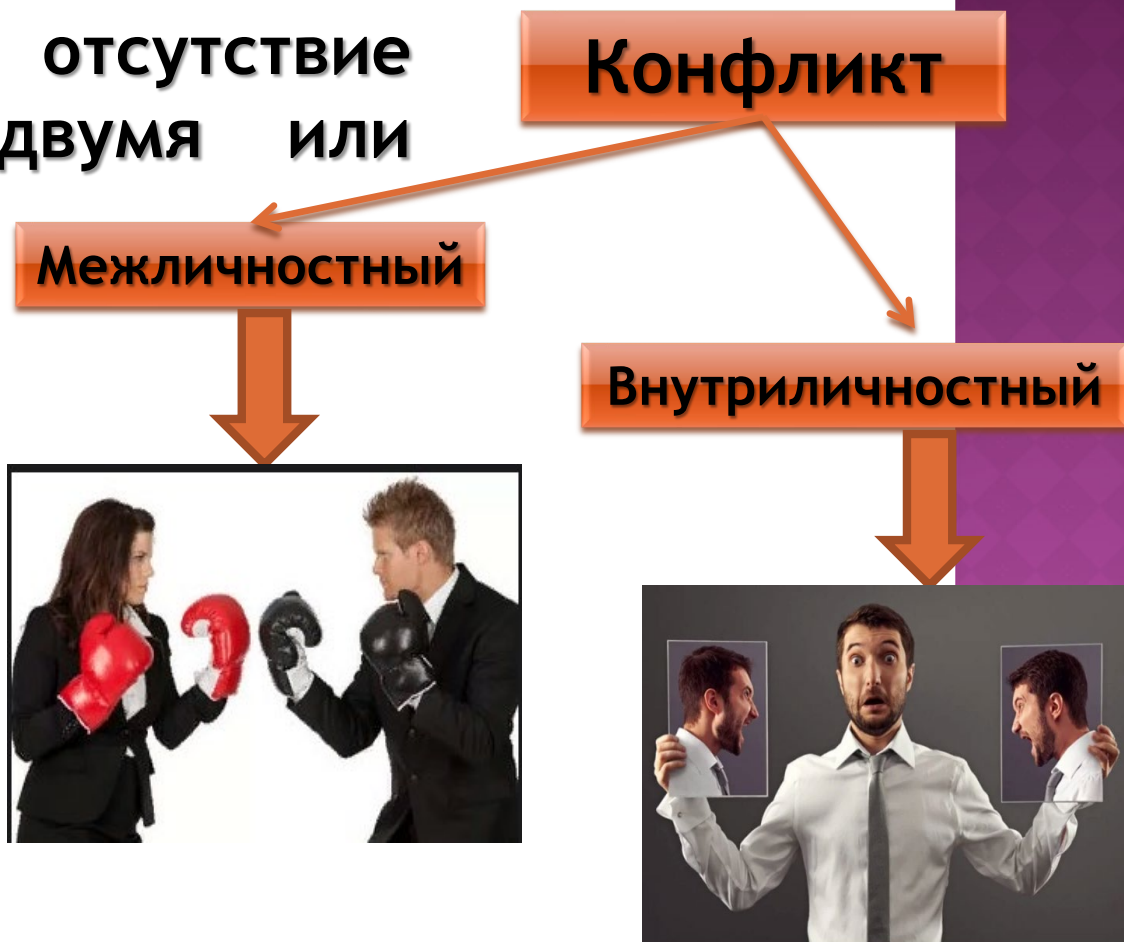 отсутствие
двумя или
Конфликт
Межличностный
Внутриличностный